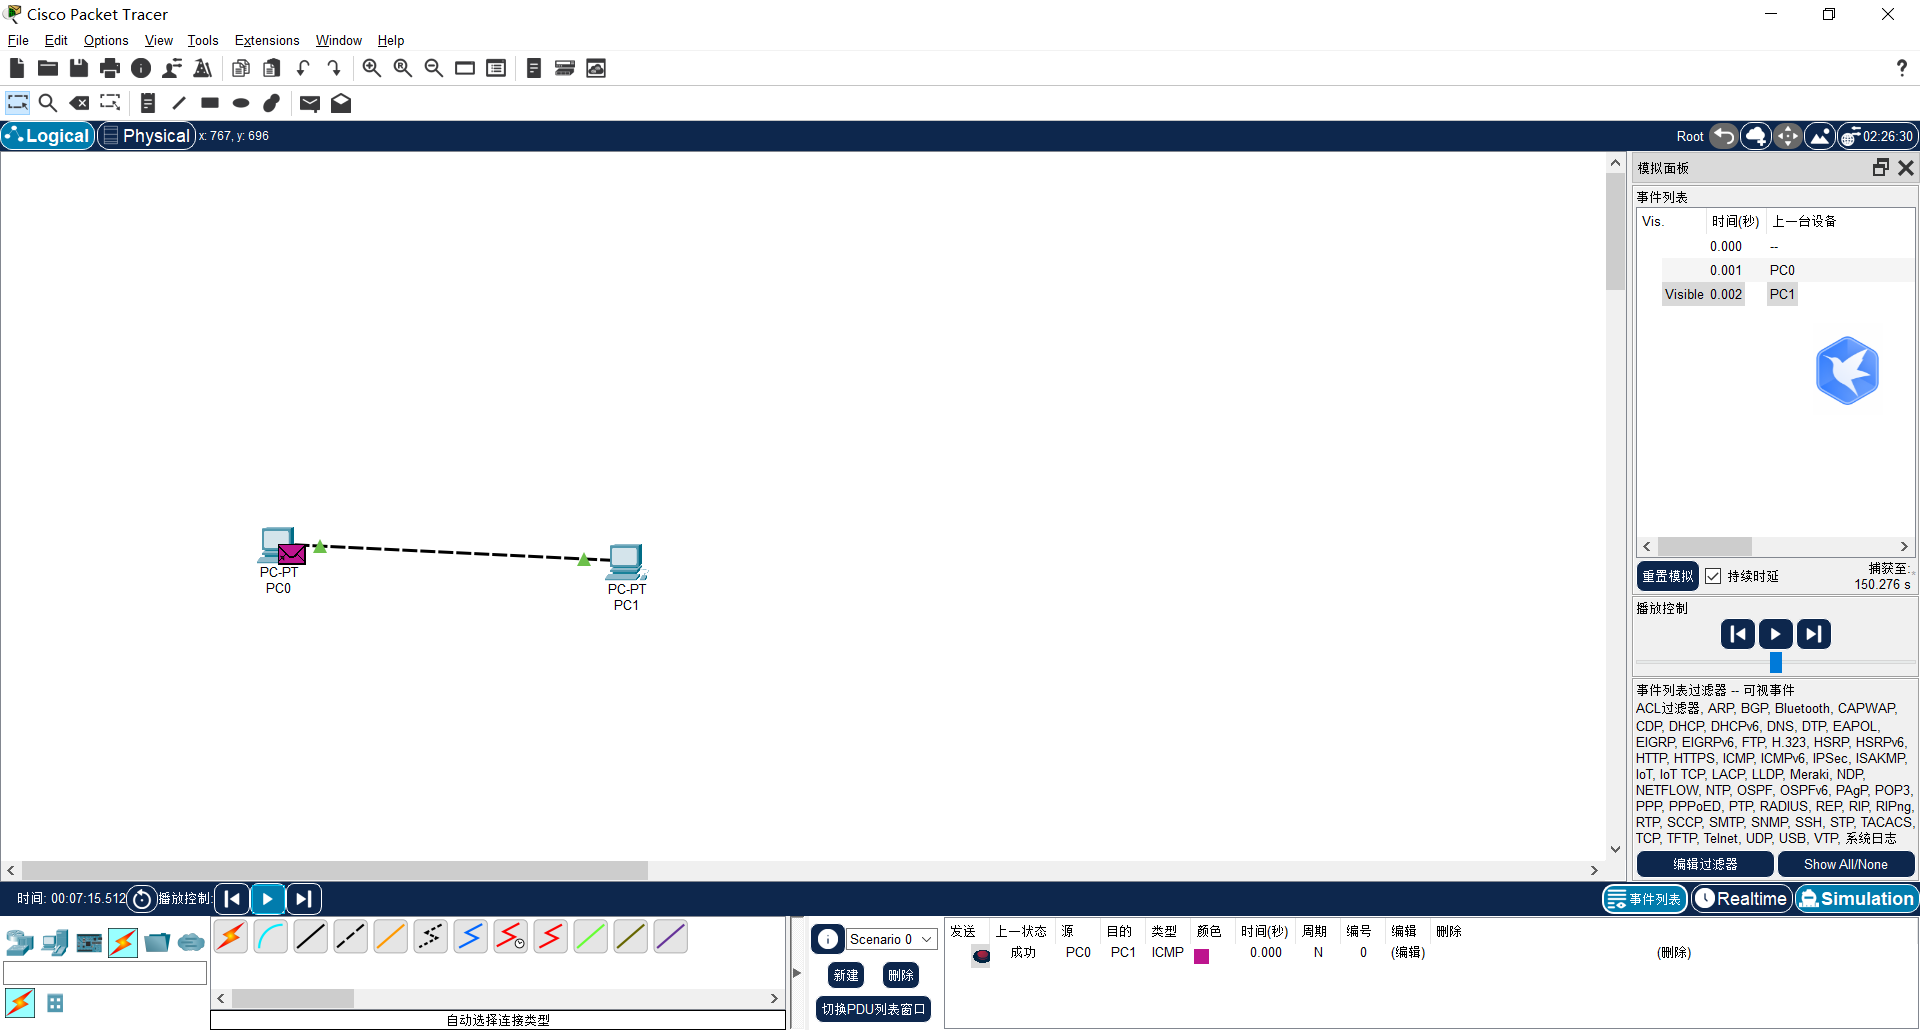 Cisco Packet Tracer
File Edit Options View Tools Extensions Window Help
Logical Physical x: 767, y: 696 Root 02:26:30
模拟面板
事件列表
Vis. 时间(秒) 上一台设备
0.000 --
0.001 PC0
Visible 0.002 PC1
PC-PT
PC0
PC-PT
PC1
重置模拟 持续时延 捕获至:
150.276 s
播放控制
事件列表过滤器 -- 可视事件
ACL过滤器, ARP, BGP, Bluetooth, CAPWAP,
CDP, DHCP, DHCPv6, DNS, DTP, EAPOL,
EIGRP, EIGRPv6, FTP, H.323, HSRP, HSRPv6,
HTTP, HTTPS, ICMP, ICMPv6, IPSec, ISAKMP,
IoT, IoT TCP, LACP, LLDP, Meraki, NDP,
NETFLOW, NTP, OSPF, OSPFv6, PAgP, POP3,
PPP, PPPoED, PTP, RADIUS, REP, RIP, RIPng,
RTP, SCCP, SMTP, SNMP, SSH, STP, TACACS,
TCP, TFTP, Telnet, UDP, USB, VTP, 系统日志
编辑过滤器 Show All/None
时间: 00:07:15.512 播放控制: 事件列表 Realtime Simulation
Scenario 0
新建 删除
切换PDU列表窗口
发送 上一状态 源 目的 类型 颜色 时间(秒) 周期 编号 编辑 删除
成功 PC0 PC1 ICMP 0.000 N 0 (编辑) (删除)
自动选择连接类型